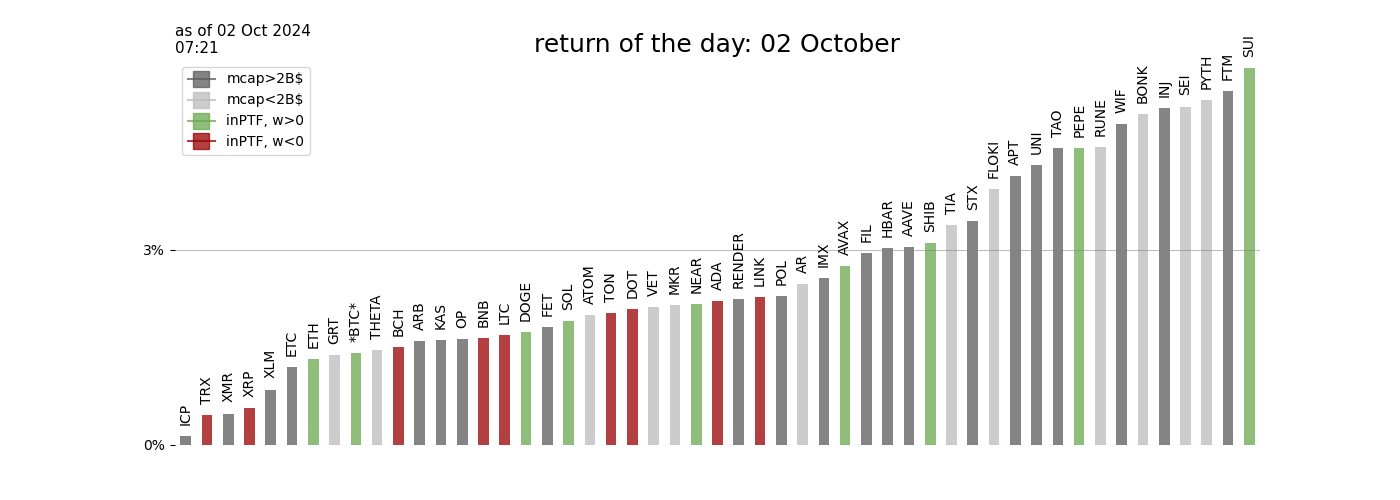 as of 02 Oct 2024
07:21
return of the day: 02 October
mcap>2B$
mcap<2B$
inPTF, w>0
inPTF, w<0
3%
0%
ICP
TRX
XMR
XRP
XLM
ETC
ETH
GRT
*BTC*
THETA
BCH
ARB
KAS
OP
BNB
LTC
DOGE
FET
SOL
ATOM
TON
DOT
VET
MKR
NEAR
ADA
RENDER
LINK
POL
AR
IMX
AVAX
FIL
HBAR
AAVE
SHIB
TIA
STX
FLOKI
APT
UNI
TAO
PEPE
RUNE
WIF
BONK
INJ
SEI
PYTH
FTM
SUI